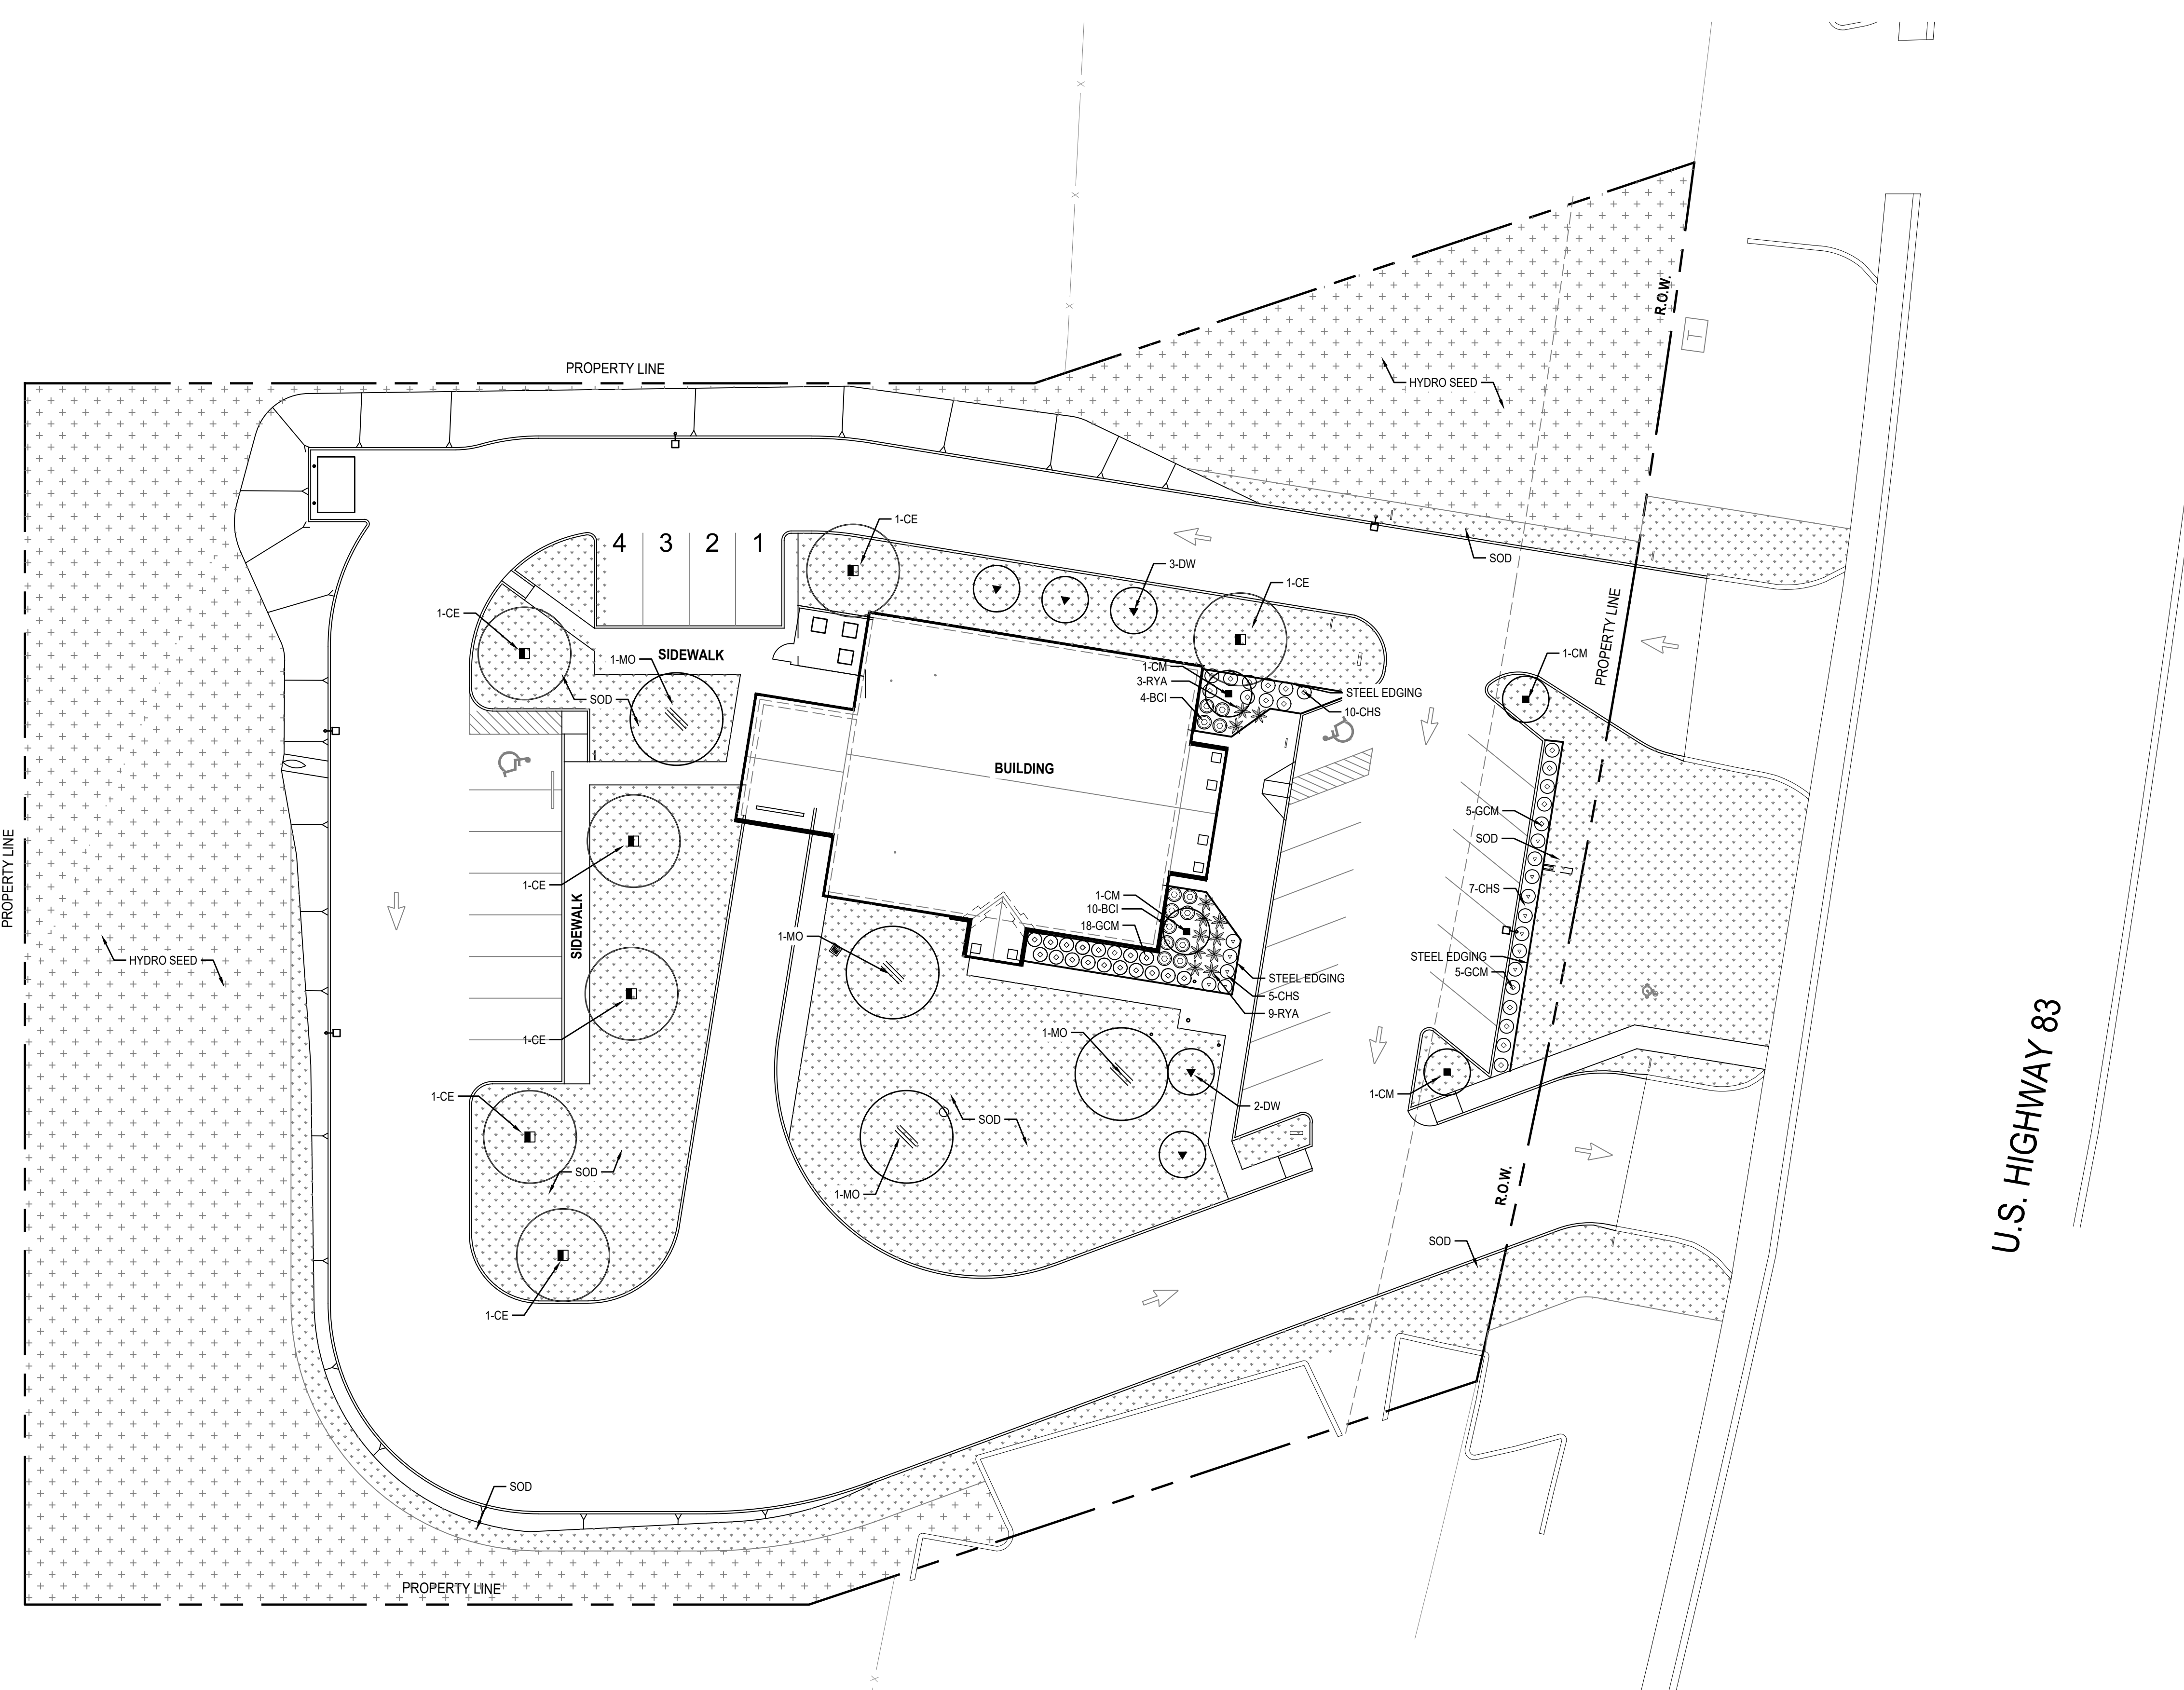 PROPERTY LINE
R.O.W.
HYDRO SEED
4 3 2 1
1-CE
3-DW
SOD
1-CE
1-CE
SIDEWALK
1-MO
SOD
1-CM
3-RYA
4-BCI
STEEL EDGING
10-CHS
PROPERTY LINE
1-CM
BUILDING
5-GCM
SOD
1-CE
7-CHS
1-CM
10-BCI
18-GCM
SIDEWALK
1-MO
STEEL EDGING
5-GCM
STEEL EDGING
5-CHS
9-RYA
PROPERTY LINE
HYDRO SEED
1-CE
1-MO
1-CM
1-CE
2-DW
SOD
SOD
1-MO
R.O.W.
SOD
1-CE
U.S. HIGHWAY 83
SOD
PROPERTY LINE